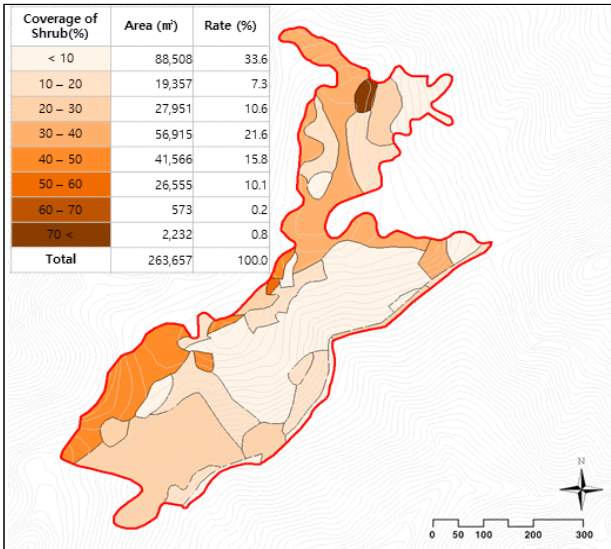 Coverage of Shrub(%) Area (㎡) Rate (%)
< 10 88,508 33.6
10 – 20 19,357 7.3
20 – 30 27,951 10.6
30 – 40 56,915 21.6
40 – 50 41,566 15.8
50 – 60 26,555 10.1
60 – 70 573 0.2
70 < 2,232 0.8
Total 263,657 100.0
N
0 50 100 200 300